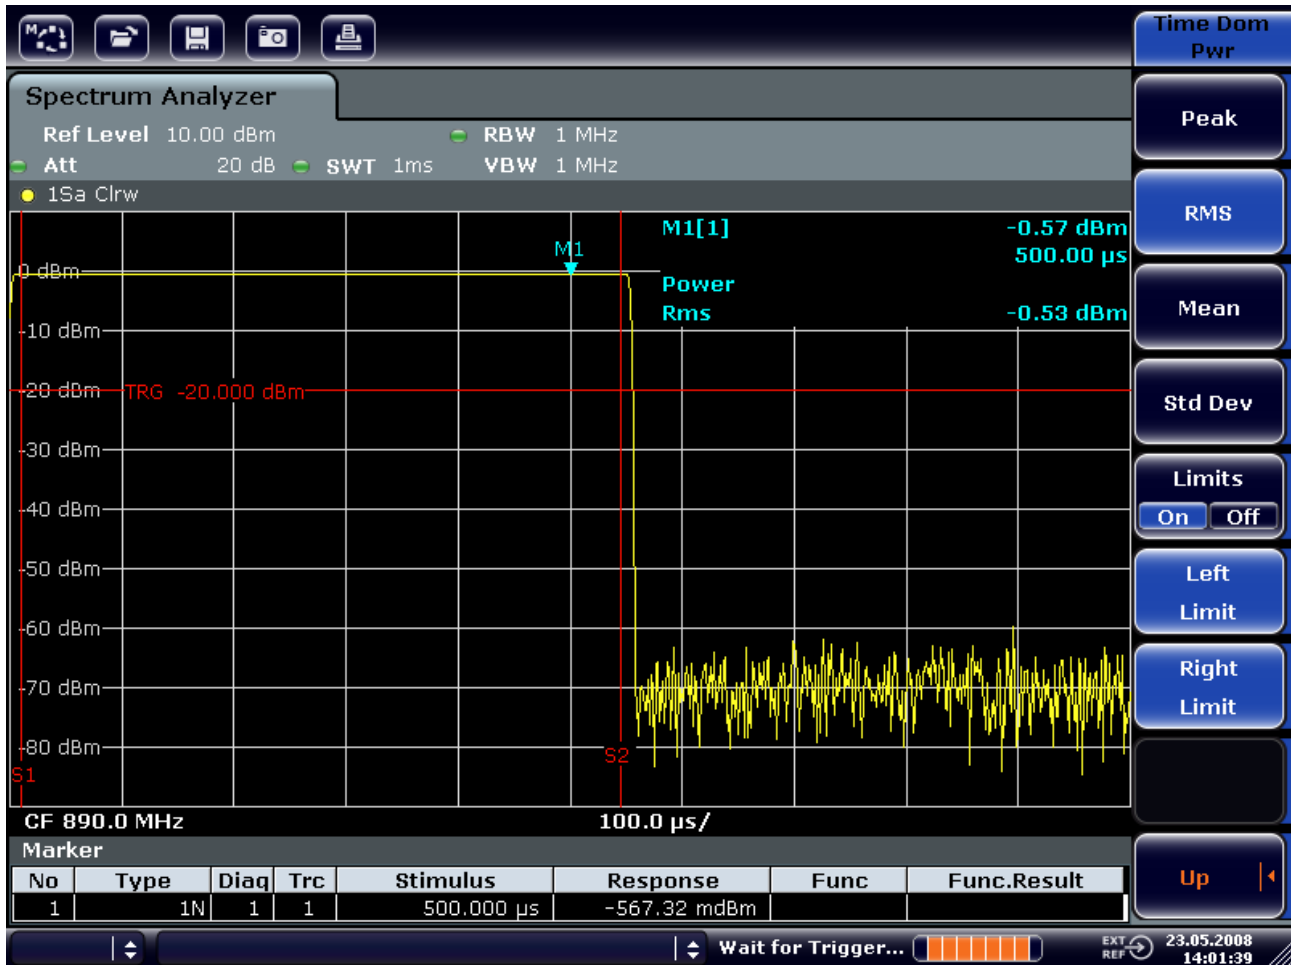 Time Dom
Pwr
Spectrum Analyzer
Ref Level 10.00 dBm RBW 1 MHz
Att 20 dB SWT 1ms VBW 1 MHz
1Sa Clrw
M1[1] -0.57 dBm
500.00 µs
Power
Rms -0.53 dBm
M1
0 dBm
-10 dBm
-20 dBm
TRG -20.000 dBm
-30 dBm
-40 dBm
-50 dBm
-60 dBm
-70 dBm
-80 dBm
S1
S2
CF 890.0 MHz 100.0 µs/
Marker
No Type Diag Trc Stimulus Response Func Func.Result
1 1N 1 1 500.000 µs -567.32 mdBm
Peak
RMS
Mean
Std Dev
Limits
On Off
Left
Limit
Right
Limit
Up
Wait for Trigger...
EXT
REF
23.05.2008
14:01:39